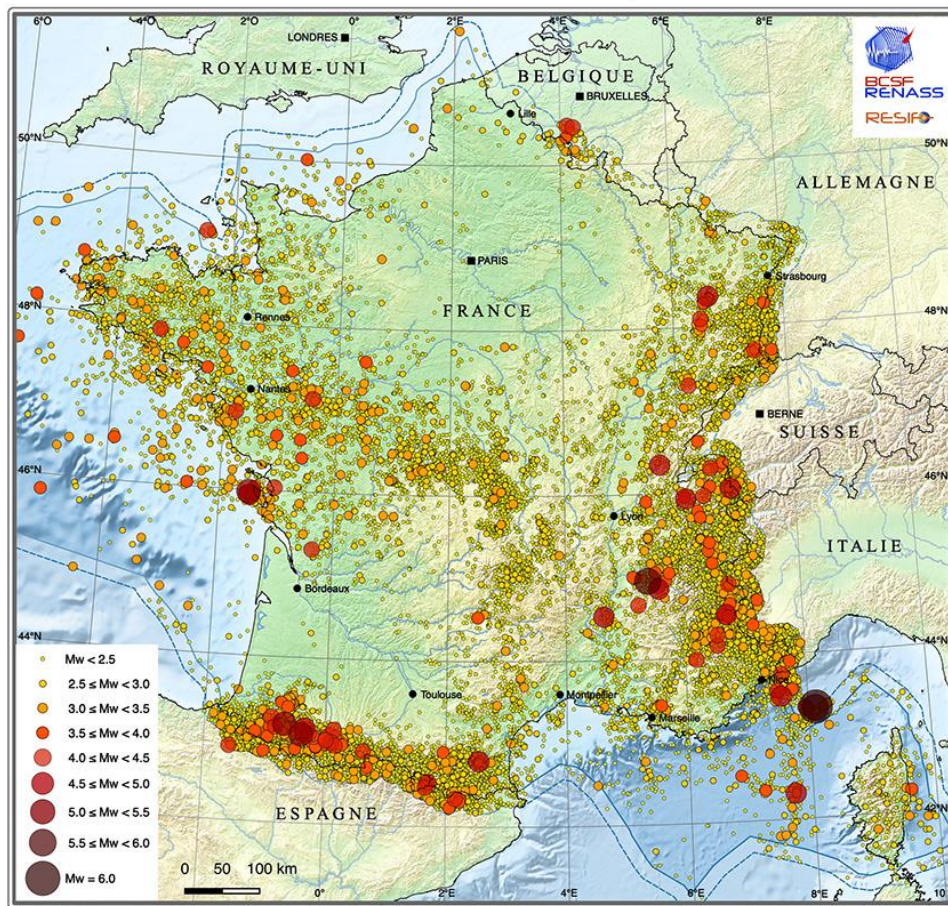 6°W
4°W
2°W
0°
2°E
4°E
6°E
8°E
LONDRES
ROYAUME-UNI
BELGIQUE
BRUXELLES
Lille
BCSF
RENASS
RESIF
50°N
50°N
ALLEMAGNE
PARIS
Strasbourg
FRANCE
48°N
Rennes
48°N
Nantes
BERNE
SUISSE
46°N
46°N
Lyon
ITALIE
Bordeaux
44°N
44°N
Mw < 2.5
2.5 ≤ Mw < 3.0
3.0 ≤ Mw < 3.5
3.5 ≤ Mw < 4.0
4.0 ≤ Mw < 4.5
4.5 ≤ Mw < 5.0
5.0 ≤ Mw < 5.5
5.5 ≤ Mw < 6.0
Mw = 6.0
Toulouse
Montpellier
Nice
Marseille
ESPAGNE
42°N
0 50 100 km
0°
2°E
4°E
6°E
8°E